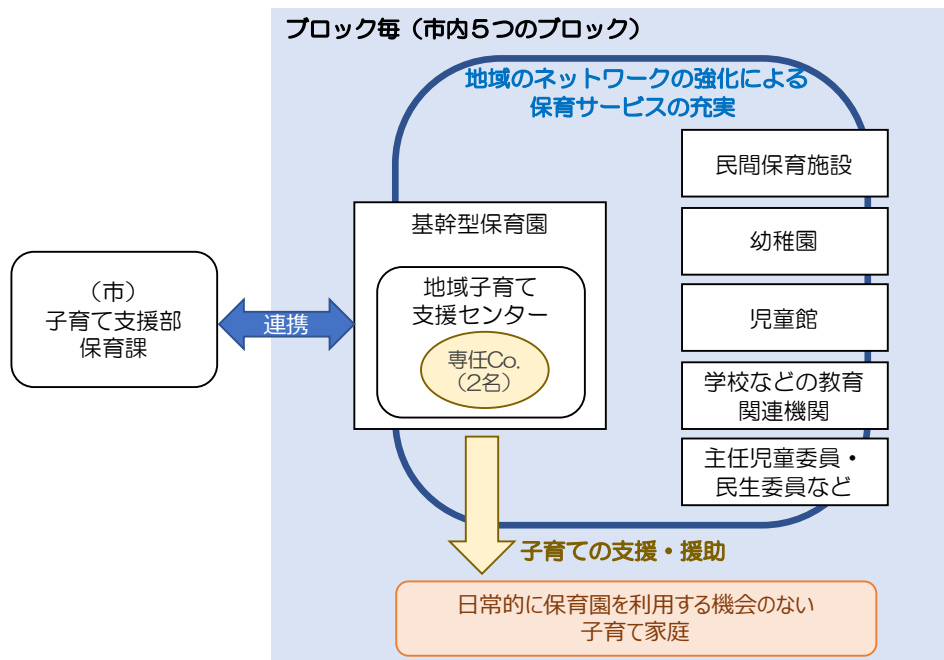 ブロック毎（市内５つのブロック）
地域のネットワークの強化による
保育サービスの充実
民間保育施設
幼稚園
児童館
学校などの教育
関連機関
主任児童委員・
民生委員など
基幹型保育園
地域子育て
支援センター
専任Co.
（2名）
（市）
子育て支援部
保育課
連携
子育ての支援・援助
日常的に保育園を利用する機会のない
子育て家庭